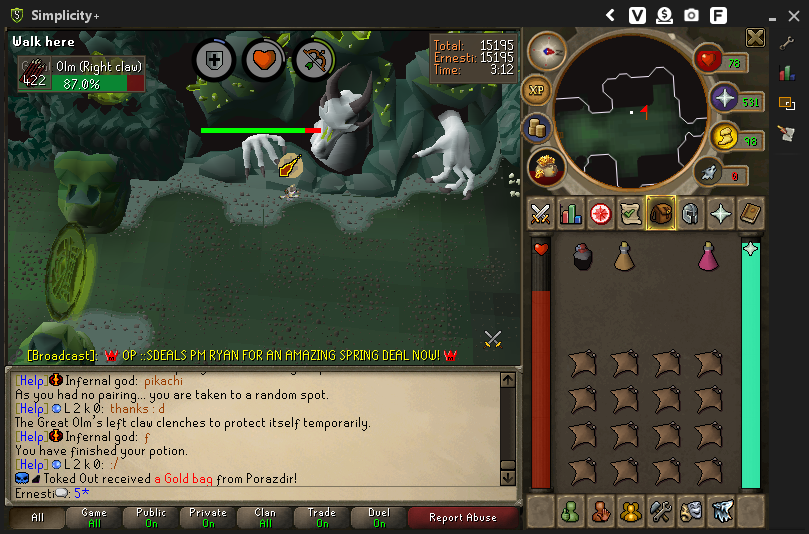 Simplicity+
Walk here
Great Olm (Right claw)
422
87.0%
Total: 15195
Ernesti: 15195
Time: 3:12
V
F
XP
78
531
96
0
[Broadcast]: OP ::SDEALS PM RYAN FOR AN AMAZING SPRING DEAL NOW!
[Help] Infernal god: pikachi
As you had no pairing... you are taken to a random spot.
[Help] L 2 k 0: thanks : d
The Great Olm's left claw clenches to protect itself temporarily.
[Help] Infernal god: f
You have finished your potion.
[Help] L 2 k 0: :/
Toked Out received a Gold bag from Porazdir!
Ernesti: 5*
All
Game
All
Public
On
Private
On
Clan
All
Trade
On
Duel
On
Report Abuse